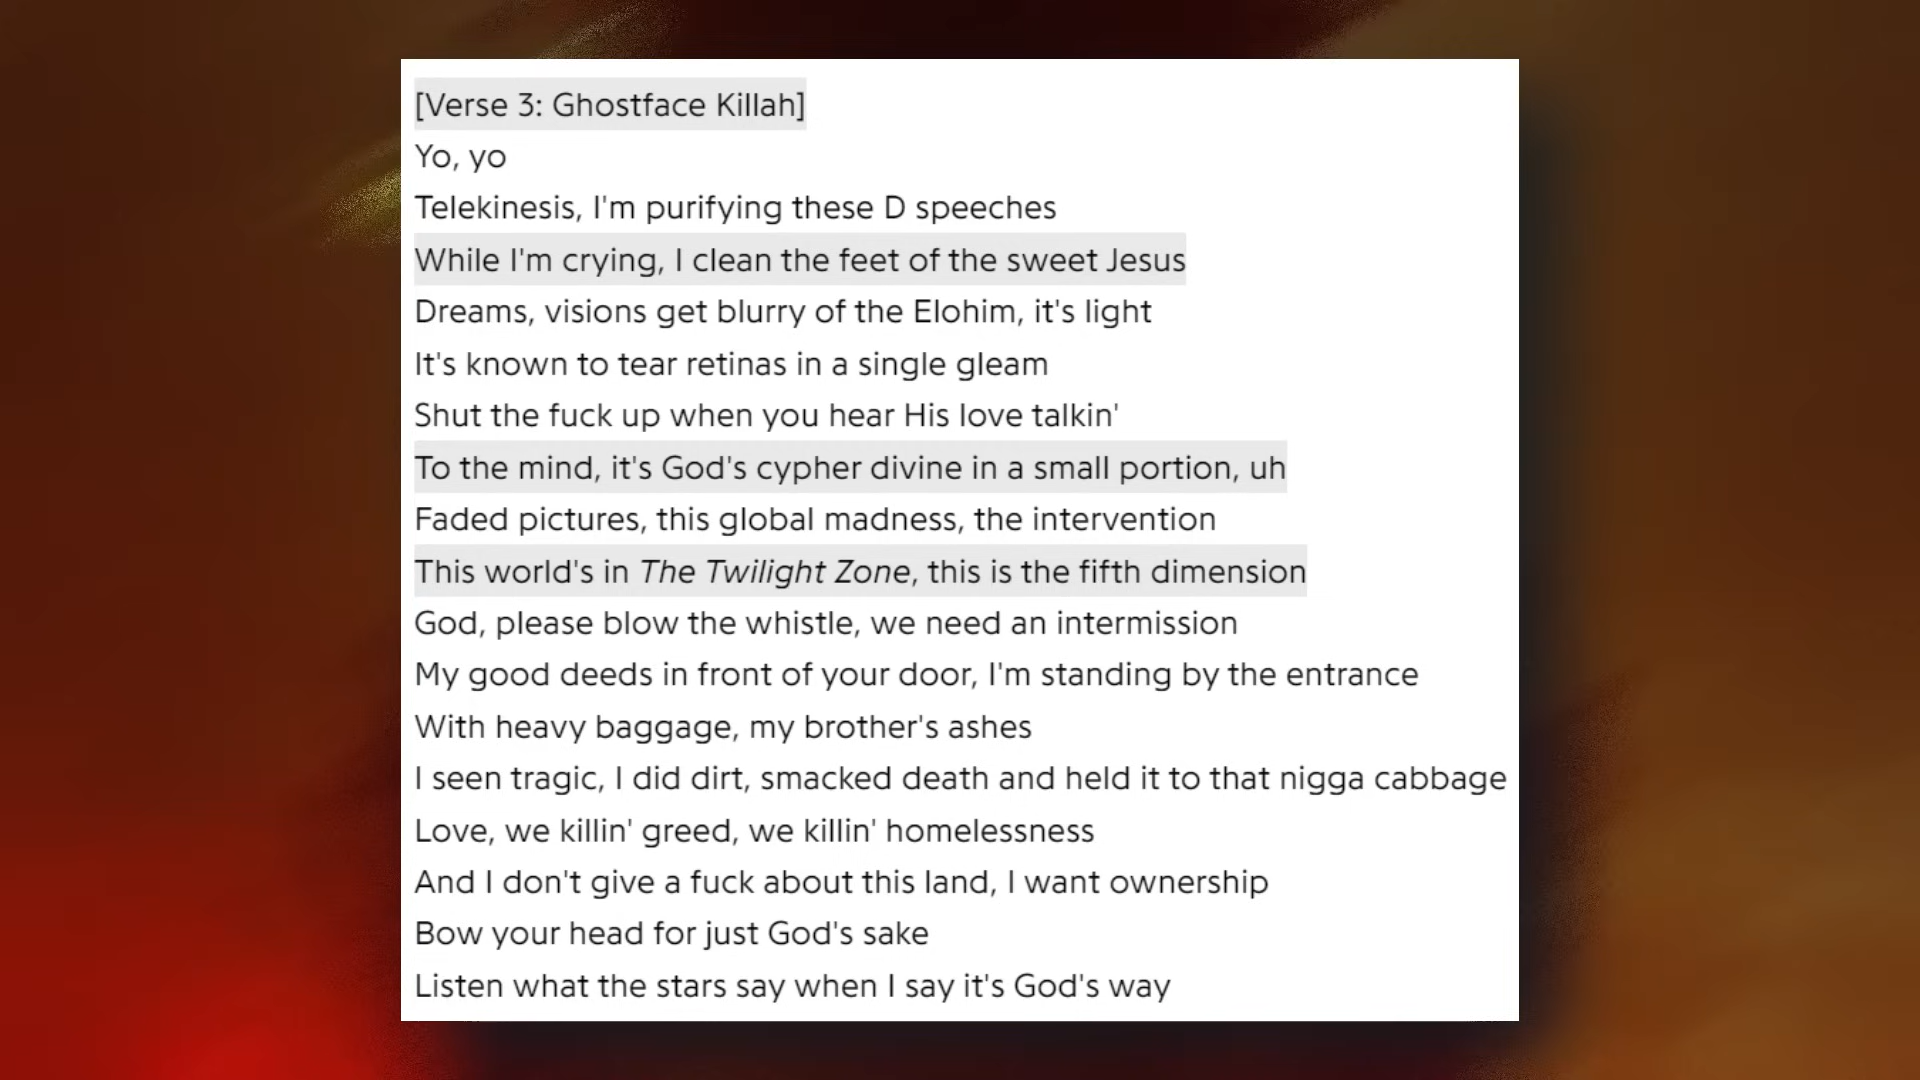 [Verse 3: Ghostface Killah]
Yo, yo
Telekinesis, I'm purifying these D speeches
While I'm crying, I clean the feet of the sweet Jesus
Dreams, visions get blurry of the Elohim, it's light
It's known to tear retinas in a single gleam
Shut the fuck up when you hear His love talkin'
To the mind, it's God's cypher divine in a small portion, uh
Faded pictures, this global madness, the intervention
This world's in The Twilight Zone, this is the fifth dimension
God, please blow the whistle, we need an intermission
My good deeds in front of your door, I'm standing by the entrance
With heavy baggage, my brother's ashes
I seen tragic, I did dirt, smacked death and held it to that nigga cabbage
Love, we killin' greed, we killin' homelessness
And I don't give a fuck about this land, I want ownership
Bow your head for just God's sake
Listen what the stars say when I say it's God's way